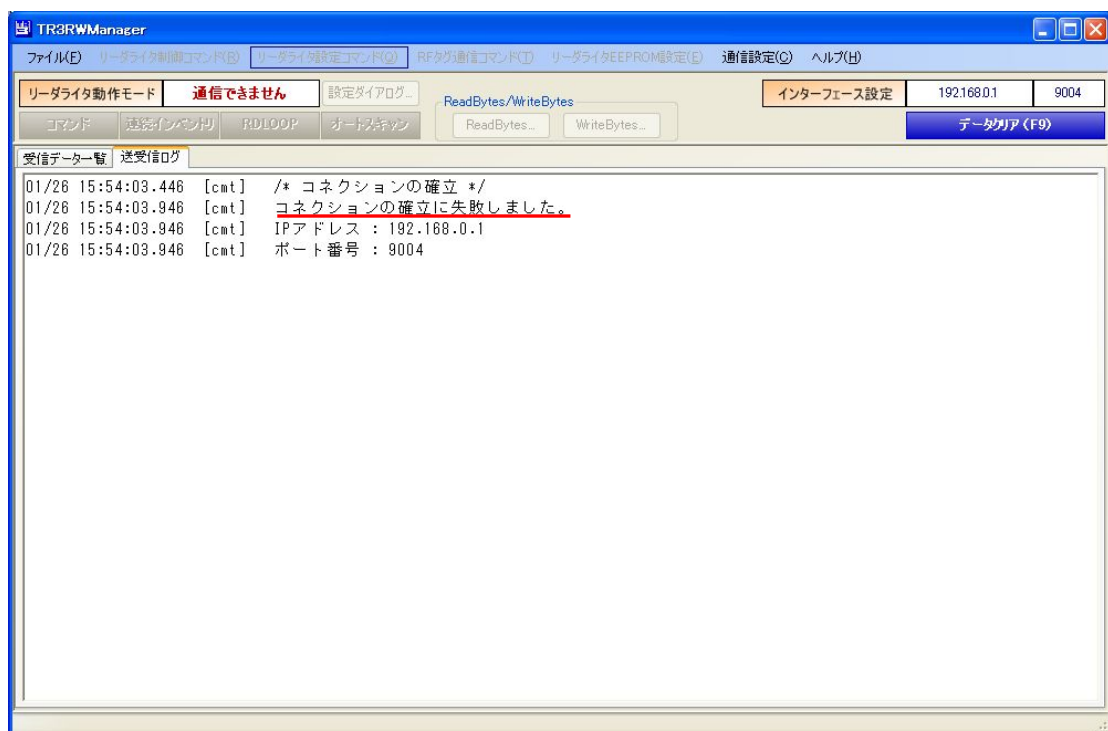 TR3RWManager
ファイル(F) リーダライタ制御コマンド(R) リーダライタ設定コマンド(Q) RFタグ通信コマンド(T) リーダライタEEPROM設定(E) 通信設定(C) ヘルプ(H)
リーダライタ動作モード 通信できません 設定ダイアログ... ReadBytes/WriteBytes インターフェース設定 192.168.0.1 9004
コマンド 連続インベントリ RDLOOP オートスキャン ReadBytes... WriteBytes... データクリア (F9)
受信データ一覧 送受信ログ
01/26 15:54:03.446 [cmt] /* コネクションの確立 */
01/26 15:54:03.946 [cmt] コネクションの確立に失敗しました。
01/26 15:54:03.946 [cmt] IPアドレス : 192.168.0.1
01/26 15:54:03.946 [cmt] ポート番号 : 9004